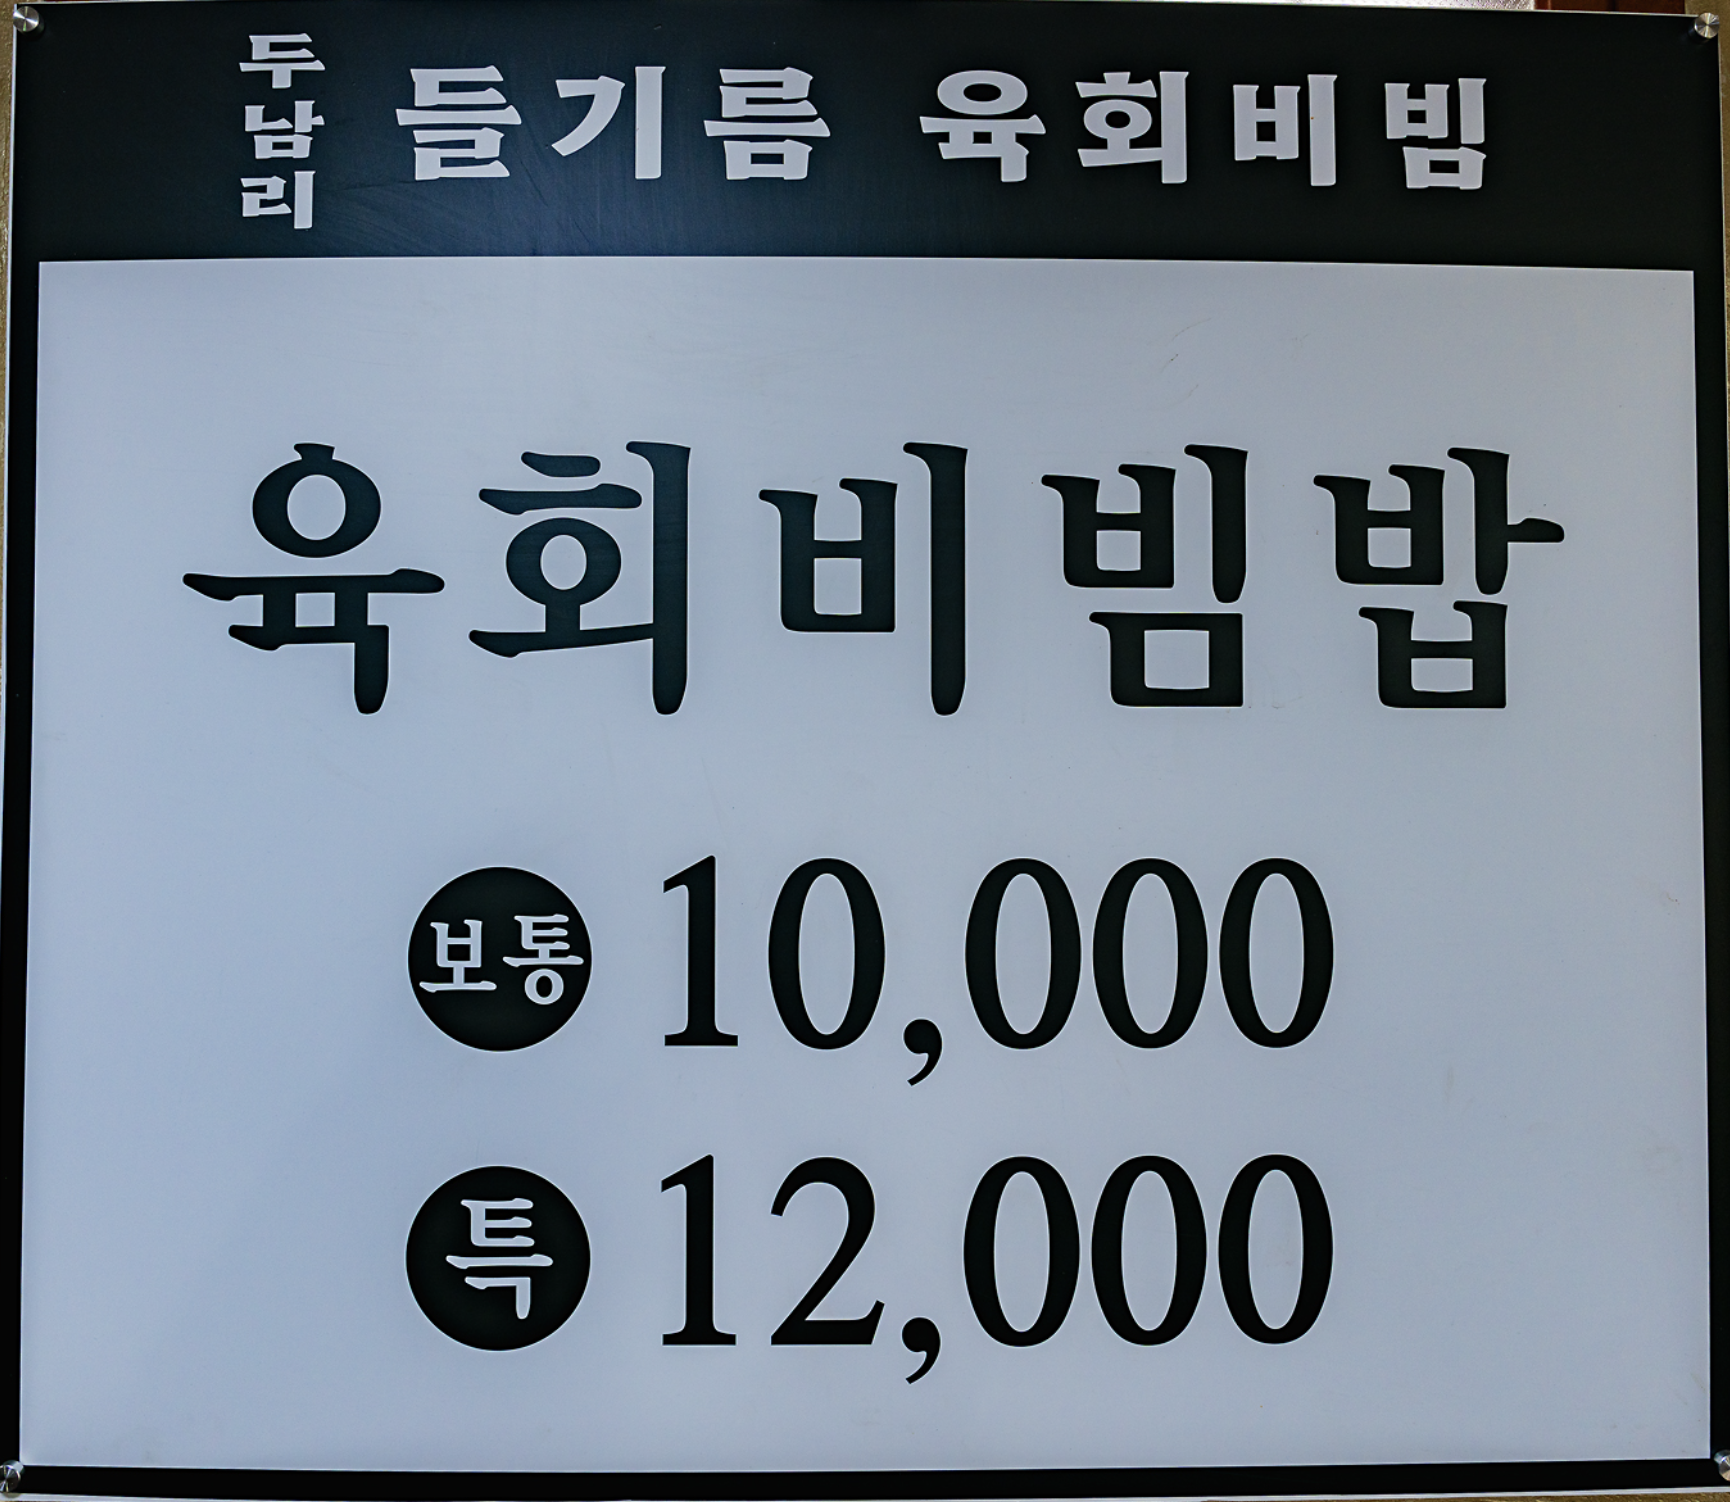 두남리 들기름 육회비빔
육회비빔밥
보통 10,000
특 12,000